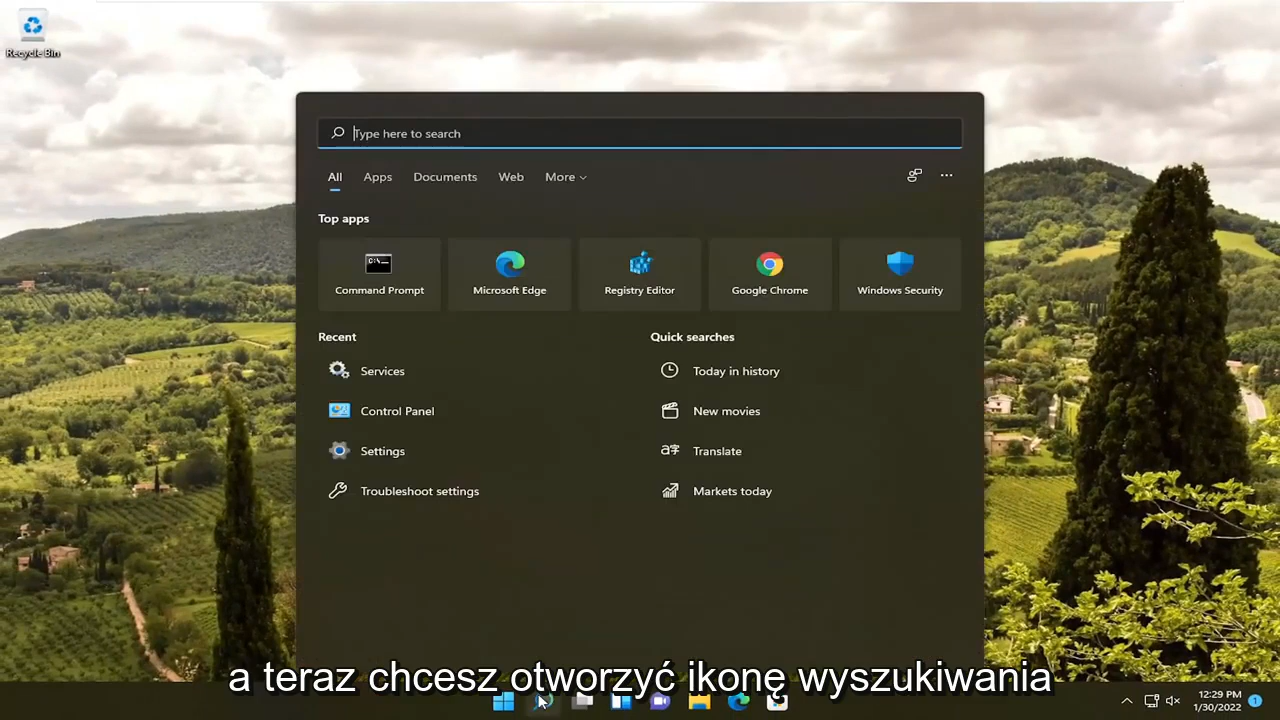 Recycle Bin
Type here to search
All Apps Documents Web More
Top apps
Command Prompt Microsoft Edge Registry Editor Google Chrome Windows Security
Recent Quick searches
Services Today in history
Control Panel New movies
Settings Translate
Troubleshoot settings Markets today
a teraz chcesz otworzyć ikonę wyszukiwania
12:29 PM
1/30/2022 1